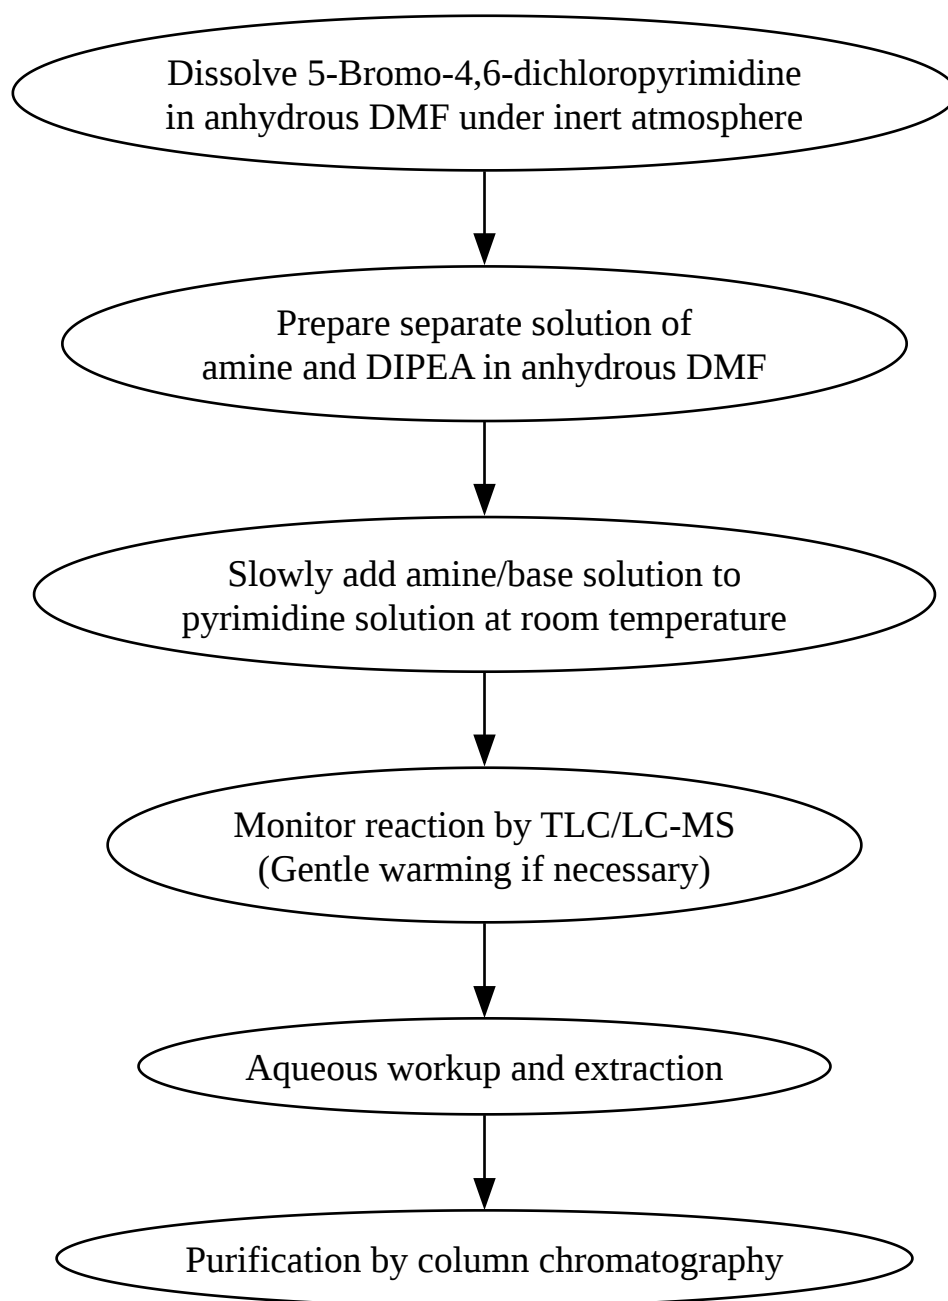 Dissolve 5-Bromo-4,6-dichloropyrimidine
in anhydrous DMF under inert atmosphere
Prepare separate solution of
amine and DIPEA in anhydrous DMF
Slowly add amine/base solution to
pyrimidine solution at room temperature
Monitor reaction by TLC/LC-MS
(Gentle warming if necessary)
Aqueous workup and extraction
Purification by column chromatography